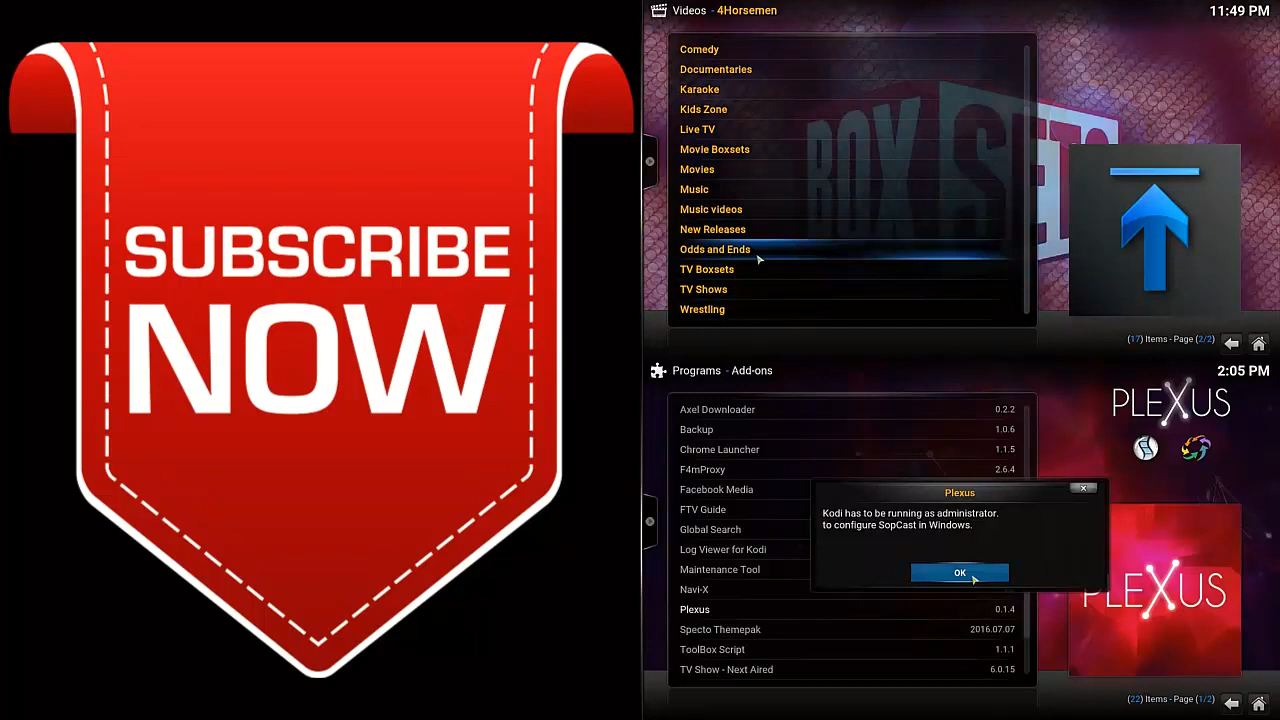 SUBSCRIBE
NOW
Videos - 4Horsemen
11:49 PM
Comedy
Documentaries
Karaoke
Kids Zone
Live TV
Movie Boxsets
Movies
Music
Music videos
New Releases
Odds and Ends
TV Boxsets
TV Shows
Wrestling
BOX SETS
(17) Items - Page (2/2)
Programs - Add-ons
2:05 PM
Axel Downloader 0.2.2
Backup 1.0.6
Chrome Launcher 1.1.5
F4mProxy 2.6.4
Facebook Media
FTV Guide
Global Search
Log Viewer for Kodi
Maintenance Tool
Navi-X
Plexus 0.1.4
Specto Themepak 2016.07.07
ToolBox Script 1.1.1
TV Show - Next Aired 6.0.15
Plexus
Kodi has to be running as administrator.
to configure SopCast in Windows.
OK
PLEXUS
PLEXUS
(22) Items - Page (1/2)